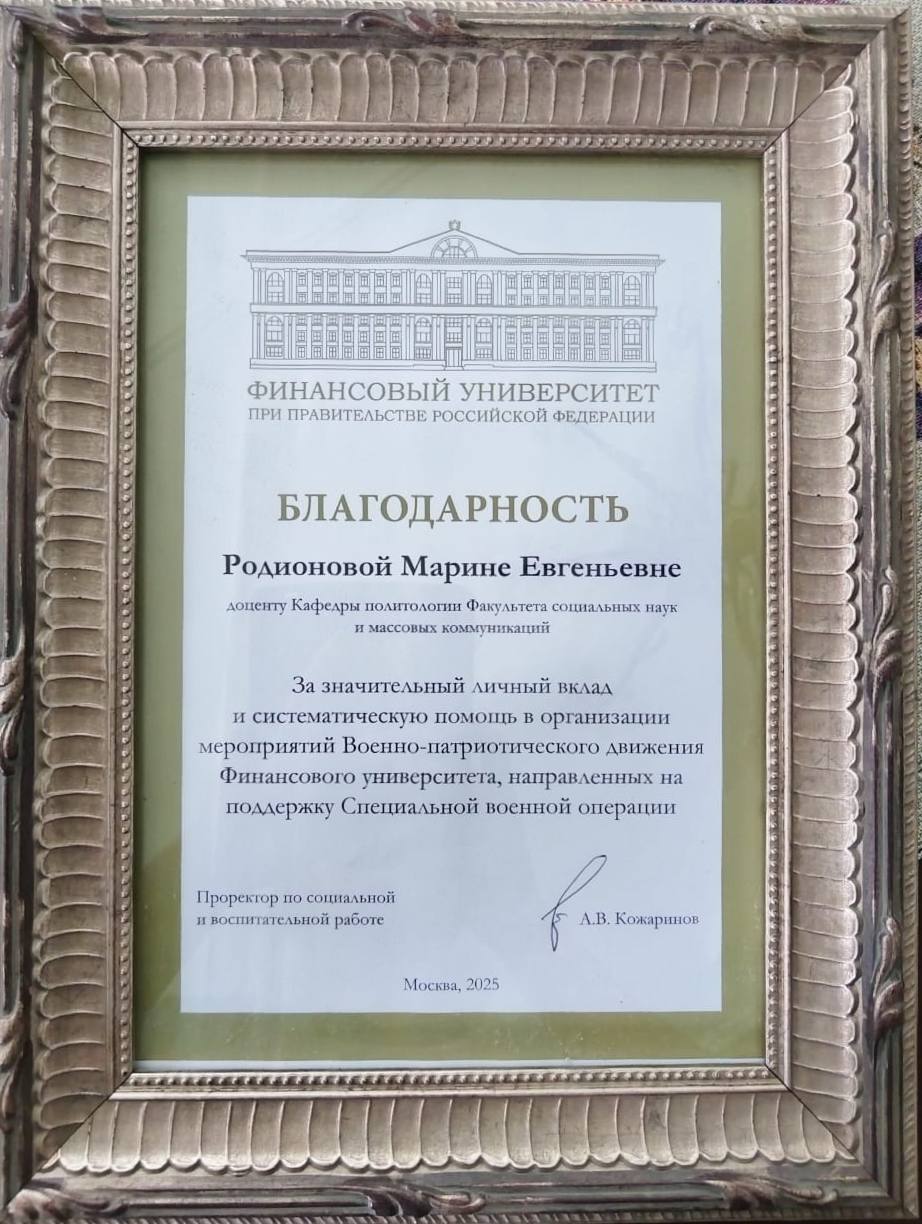 ФИНАНСОВЫЙ УНИВЕРСИТЕТ
ПРИ ПРАВИТЕЛЬСТВЕ РОССИЙСКОЙ ФЕДЕРАЦИИ
БЛАГОДАРНОСТЬ
Родионовой Марине Евгеньевне
доценту Кафедры политологии Факультета социальных наук
и массовых коммуникаций
За значительный личный вклад
и систематическую помощь в организации
мероприятий Военно-патриотического движения
Финансового университета, направленных на
поддержку Специальной военной операции
Проректор по социальной
и воспитательной работе
А.В. Кожаринов
Москва, 2025